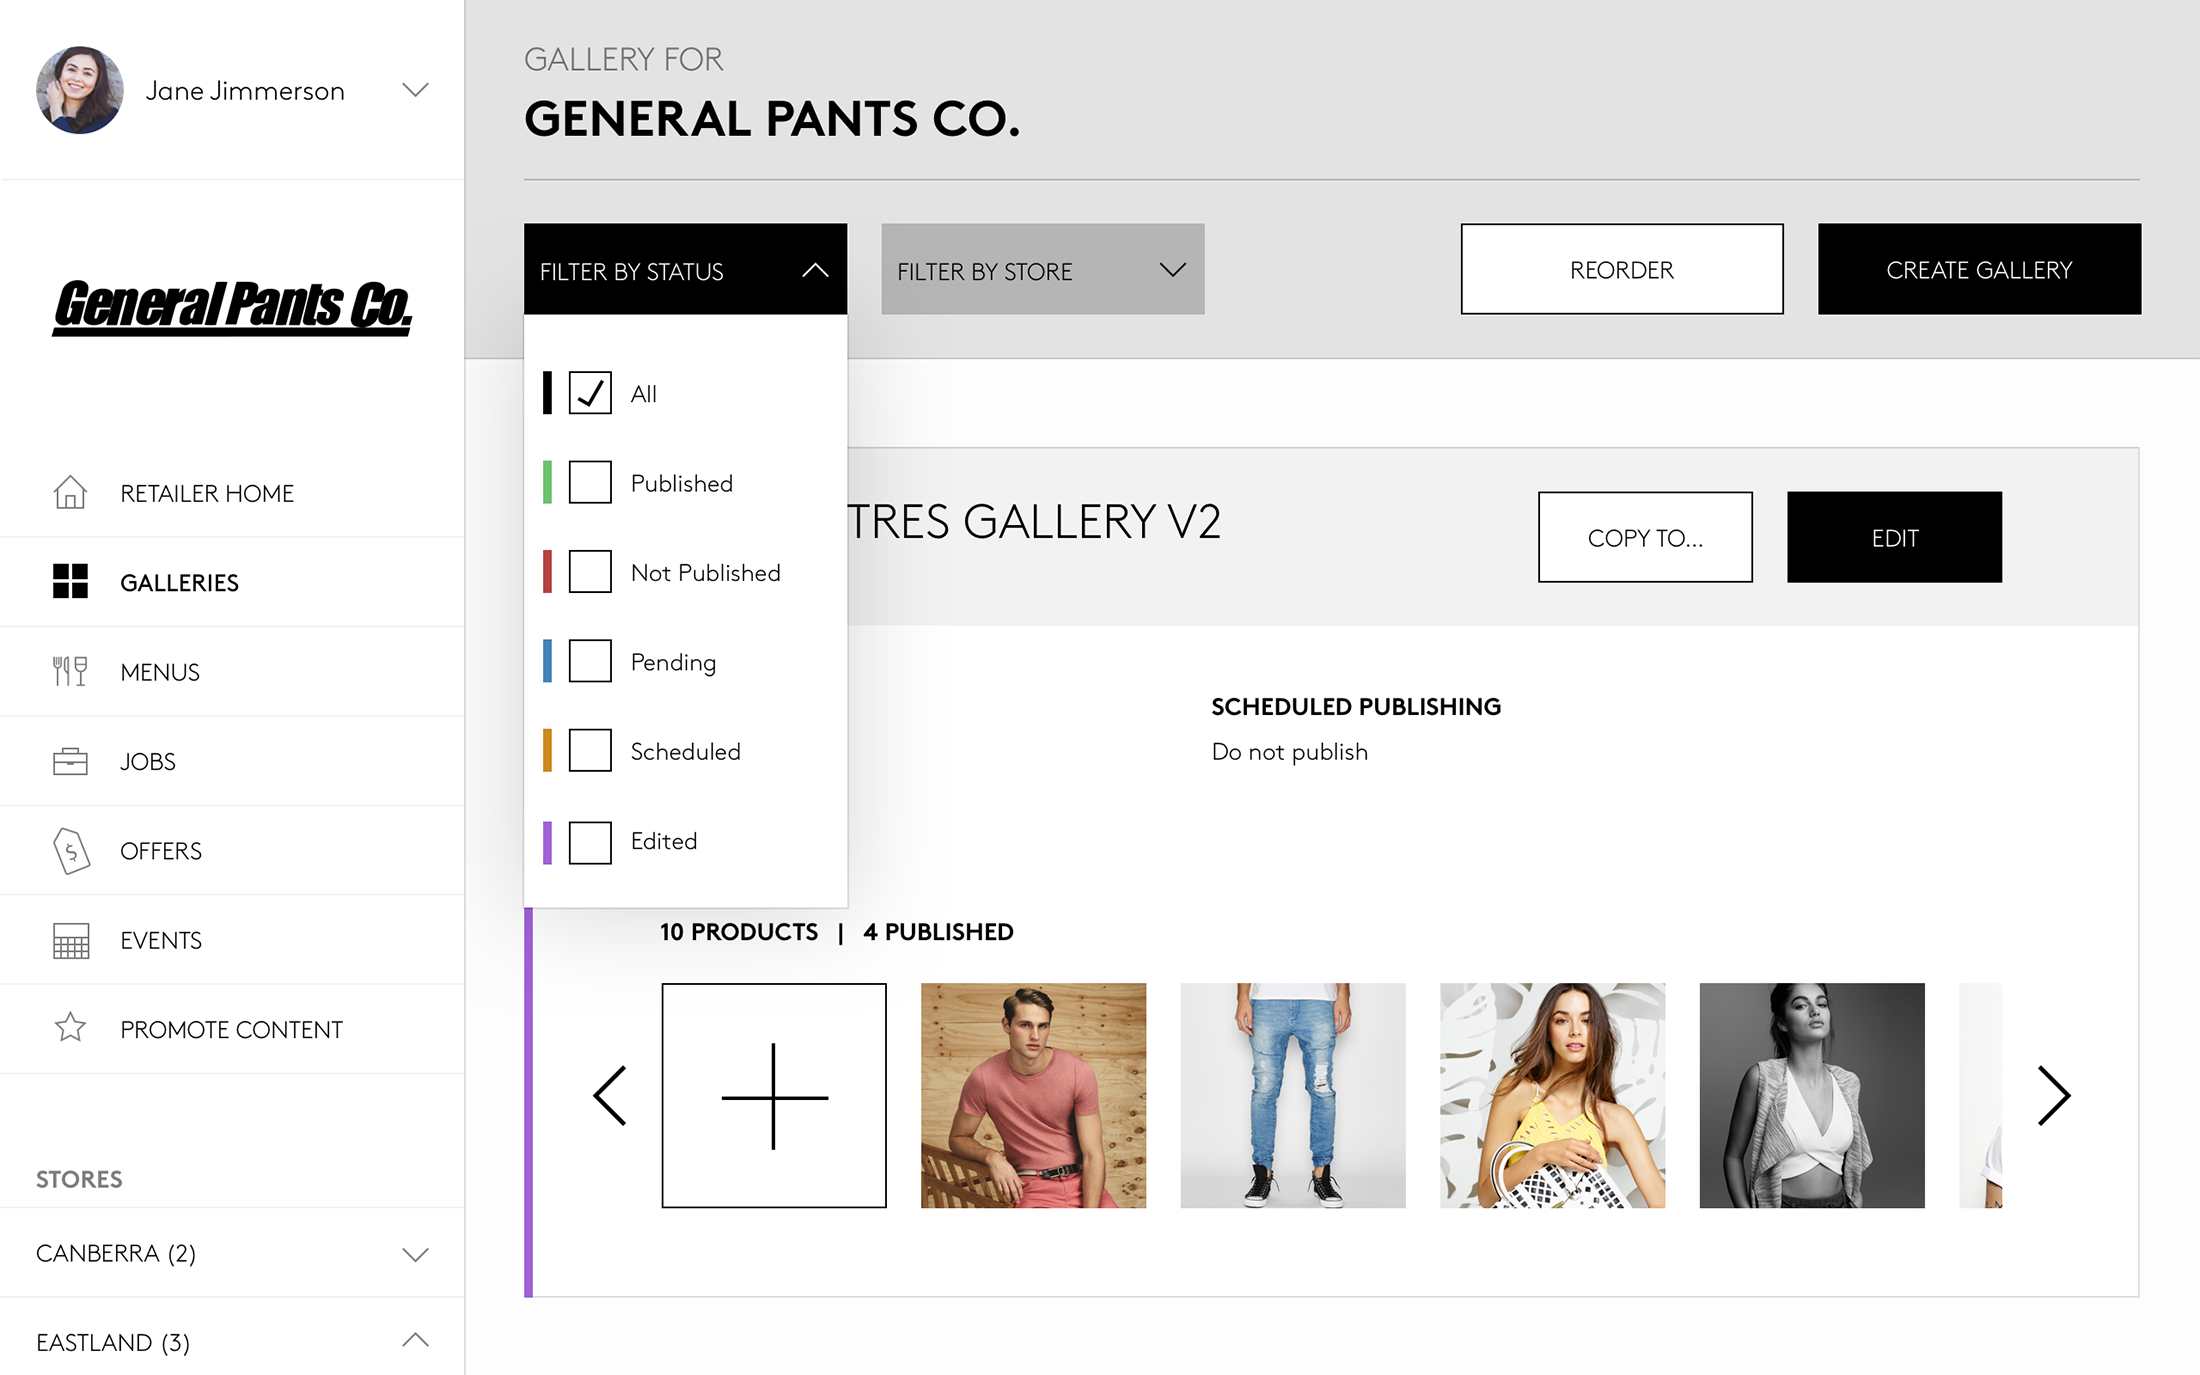 Jane Jimmerson
General Pants Co.
RETAILER HOME
GALLERIES
MENUS
JOBS
OFFERS
EVENTS
PROMOTE CONTENT
STORES
CANBERRA (2)
EASTLAND (3)
GALLERY FOR
GENERAL PANTS CO.
FILTER BY STATUS
FILTER BY STORE
REORDER
CREATE GALLERY
All
Published
Not Published
Pending
Scheduled
Edited
TRES GALLERY V2
COPY TO...
EDIT
SCHEDULED PUBLISHING
Do not publish
10 PRODUCTS | 4 PUBLISHED